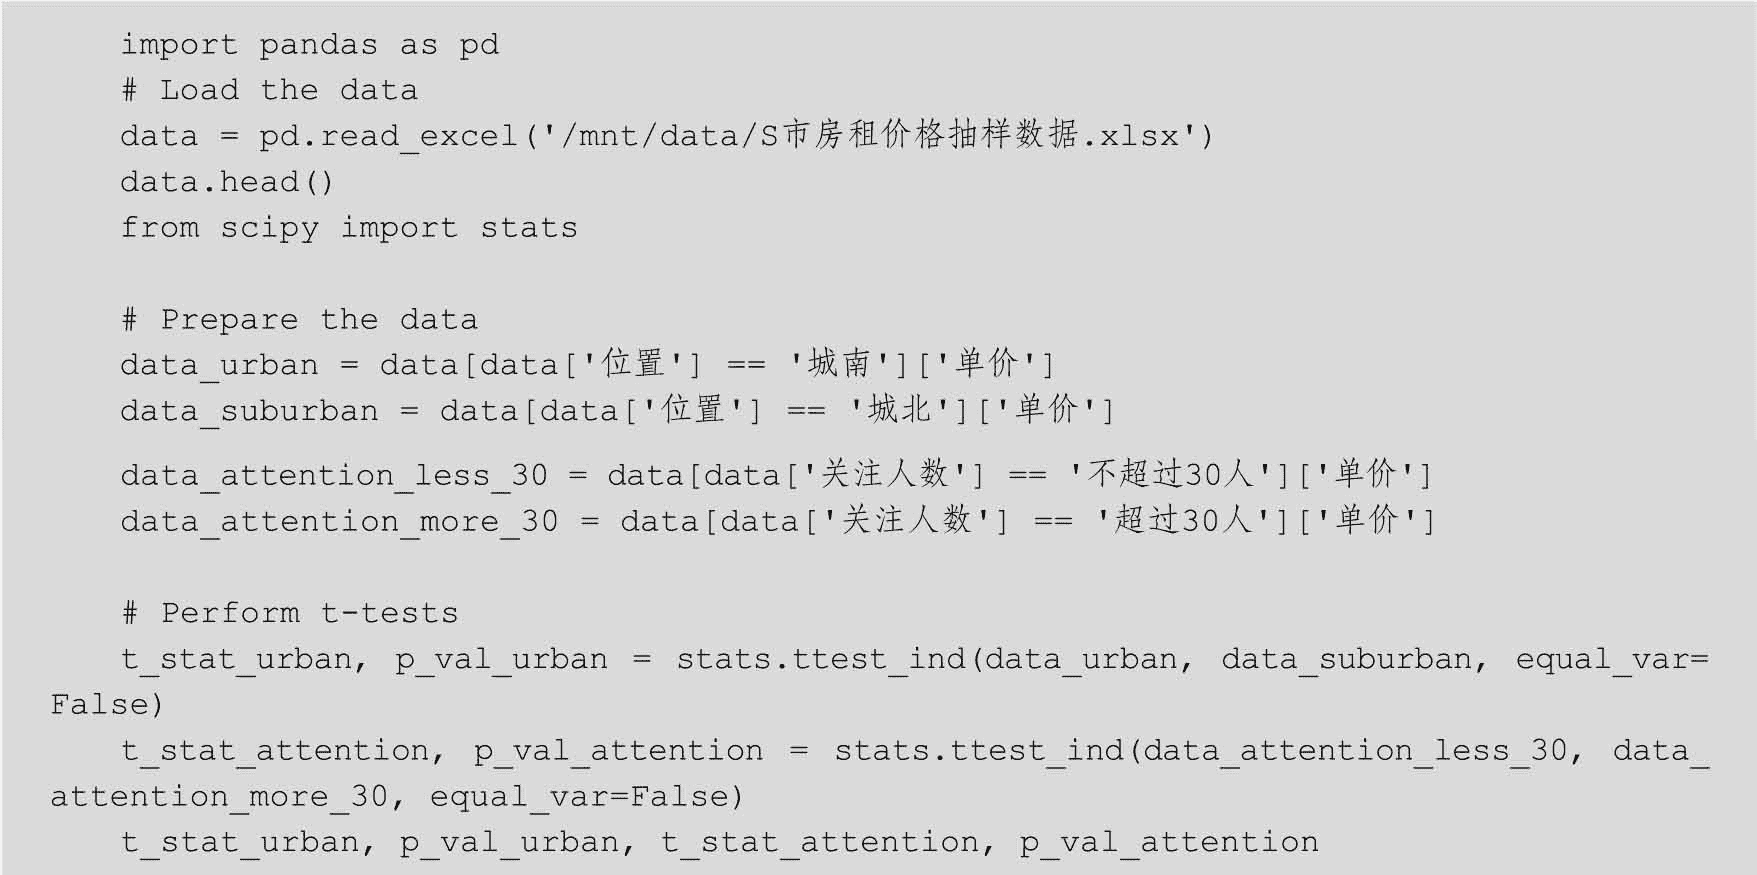 import pandas as pd
# Load the data
data = pd.read_excel('/mnt/data/S市房租价格抽样数据.xlsx')
data.head()
from scipy import stats
# Prepare the data
data_urban = data[data['位置'] == '城南']['单价']
data_suburban = data[data['位置'] == '城北']['单价']
data_attention_less_30 = data[data['关注人数'] == '不超过30人']['单价']
data_attention_more_30 = data[data['关注人数'] == '超过30人']['单价']
# Perform t-tests
t_stat_urban, p_val_urban = stats.ttest_ind(data_urban, data_suburban, equal_var=
False)
t_stat_attention, p_val_attention = stats.ttest_ind(data_attention_less_30, data_
attention_more_30, equal_var=False)
t_stat_urban, p_val_urban, t_stat_attention, p_val_attention